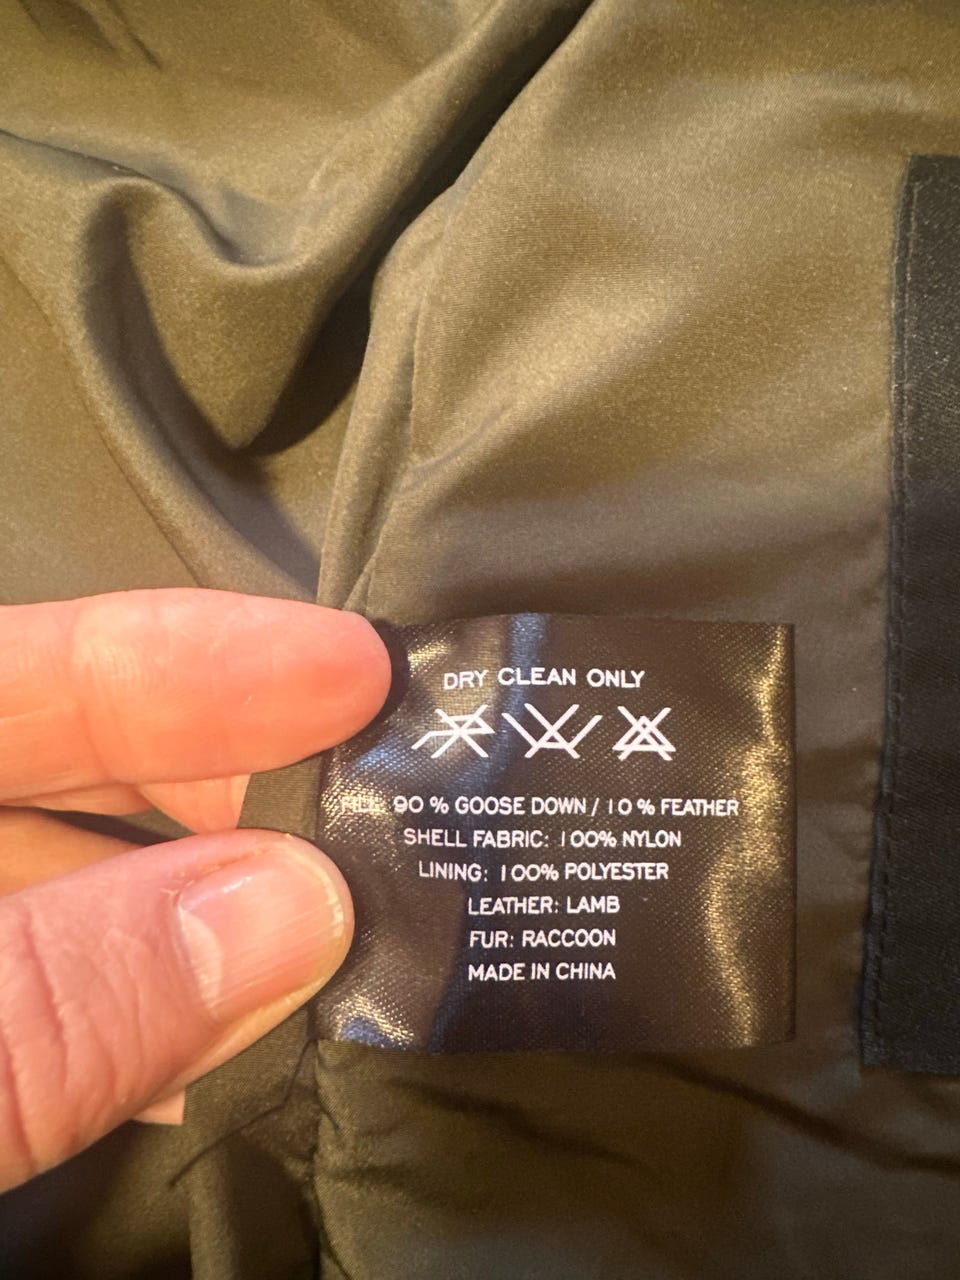 DRY CLEAN ONLY
FILL 90 % GOOSE DOWN / 10 % FEATHER
SHELL FABRIC: 100% NYLON
LINING: 100% POLYESTER
LEATHER: LAMB
FUR: RACCOON
MADE IN CHINA